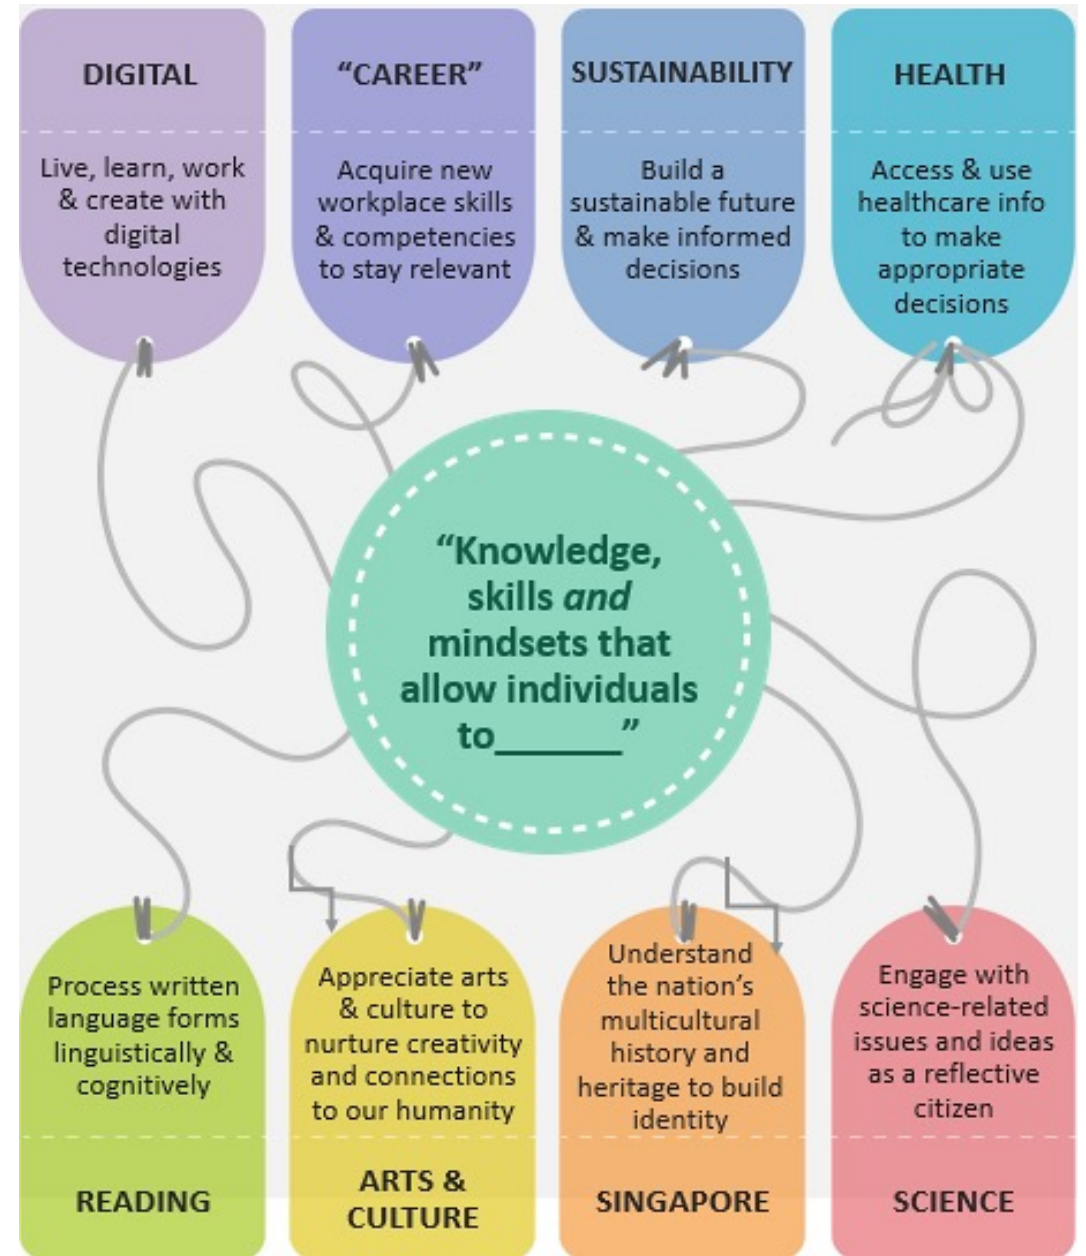 DIGITAL
Live, learn, work
& create with
digital
technologies
“CAREER”
Acquire new
workplace skills
& competencies
to stay relevant
SUSTAINABILITY
Build a
sustainable future
& make informed
decisions
HEALTH
Access & use
healthcare info
to make
appropriate
decisions
“Knowledge,
skills and
mindsets that
allow individuals
to______”
Process written
language forms
linguistically &
cognitively
READING
Appreciate arts
& culture to
nurture creativity
and connections
to our humanity
ARTS &
CULTURE
Understand
the nation’s
multicultural
history and
heritage to build
identity
SINGAPORE
Engage with
science-related
issues and ideas
as a reflective
citizen
SCIENCE